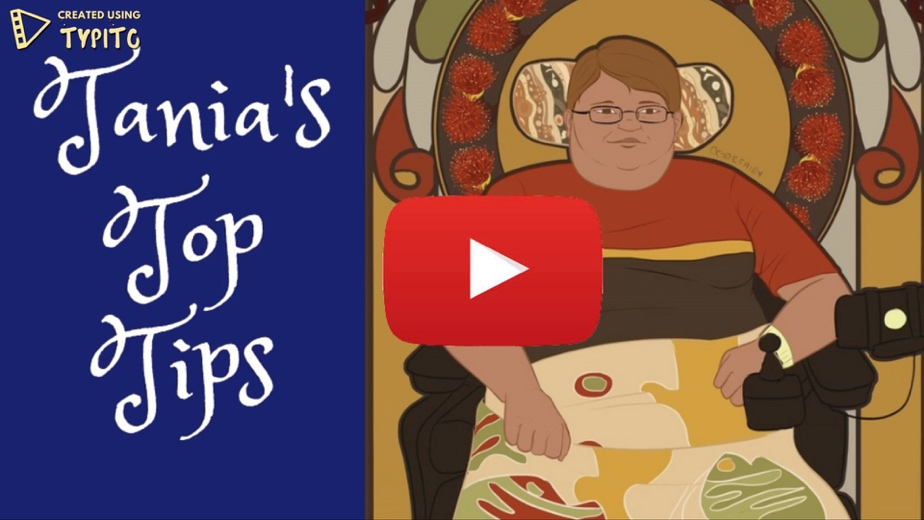 CREATED USING
TYPITO
Tania's
Top
Tips